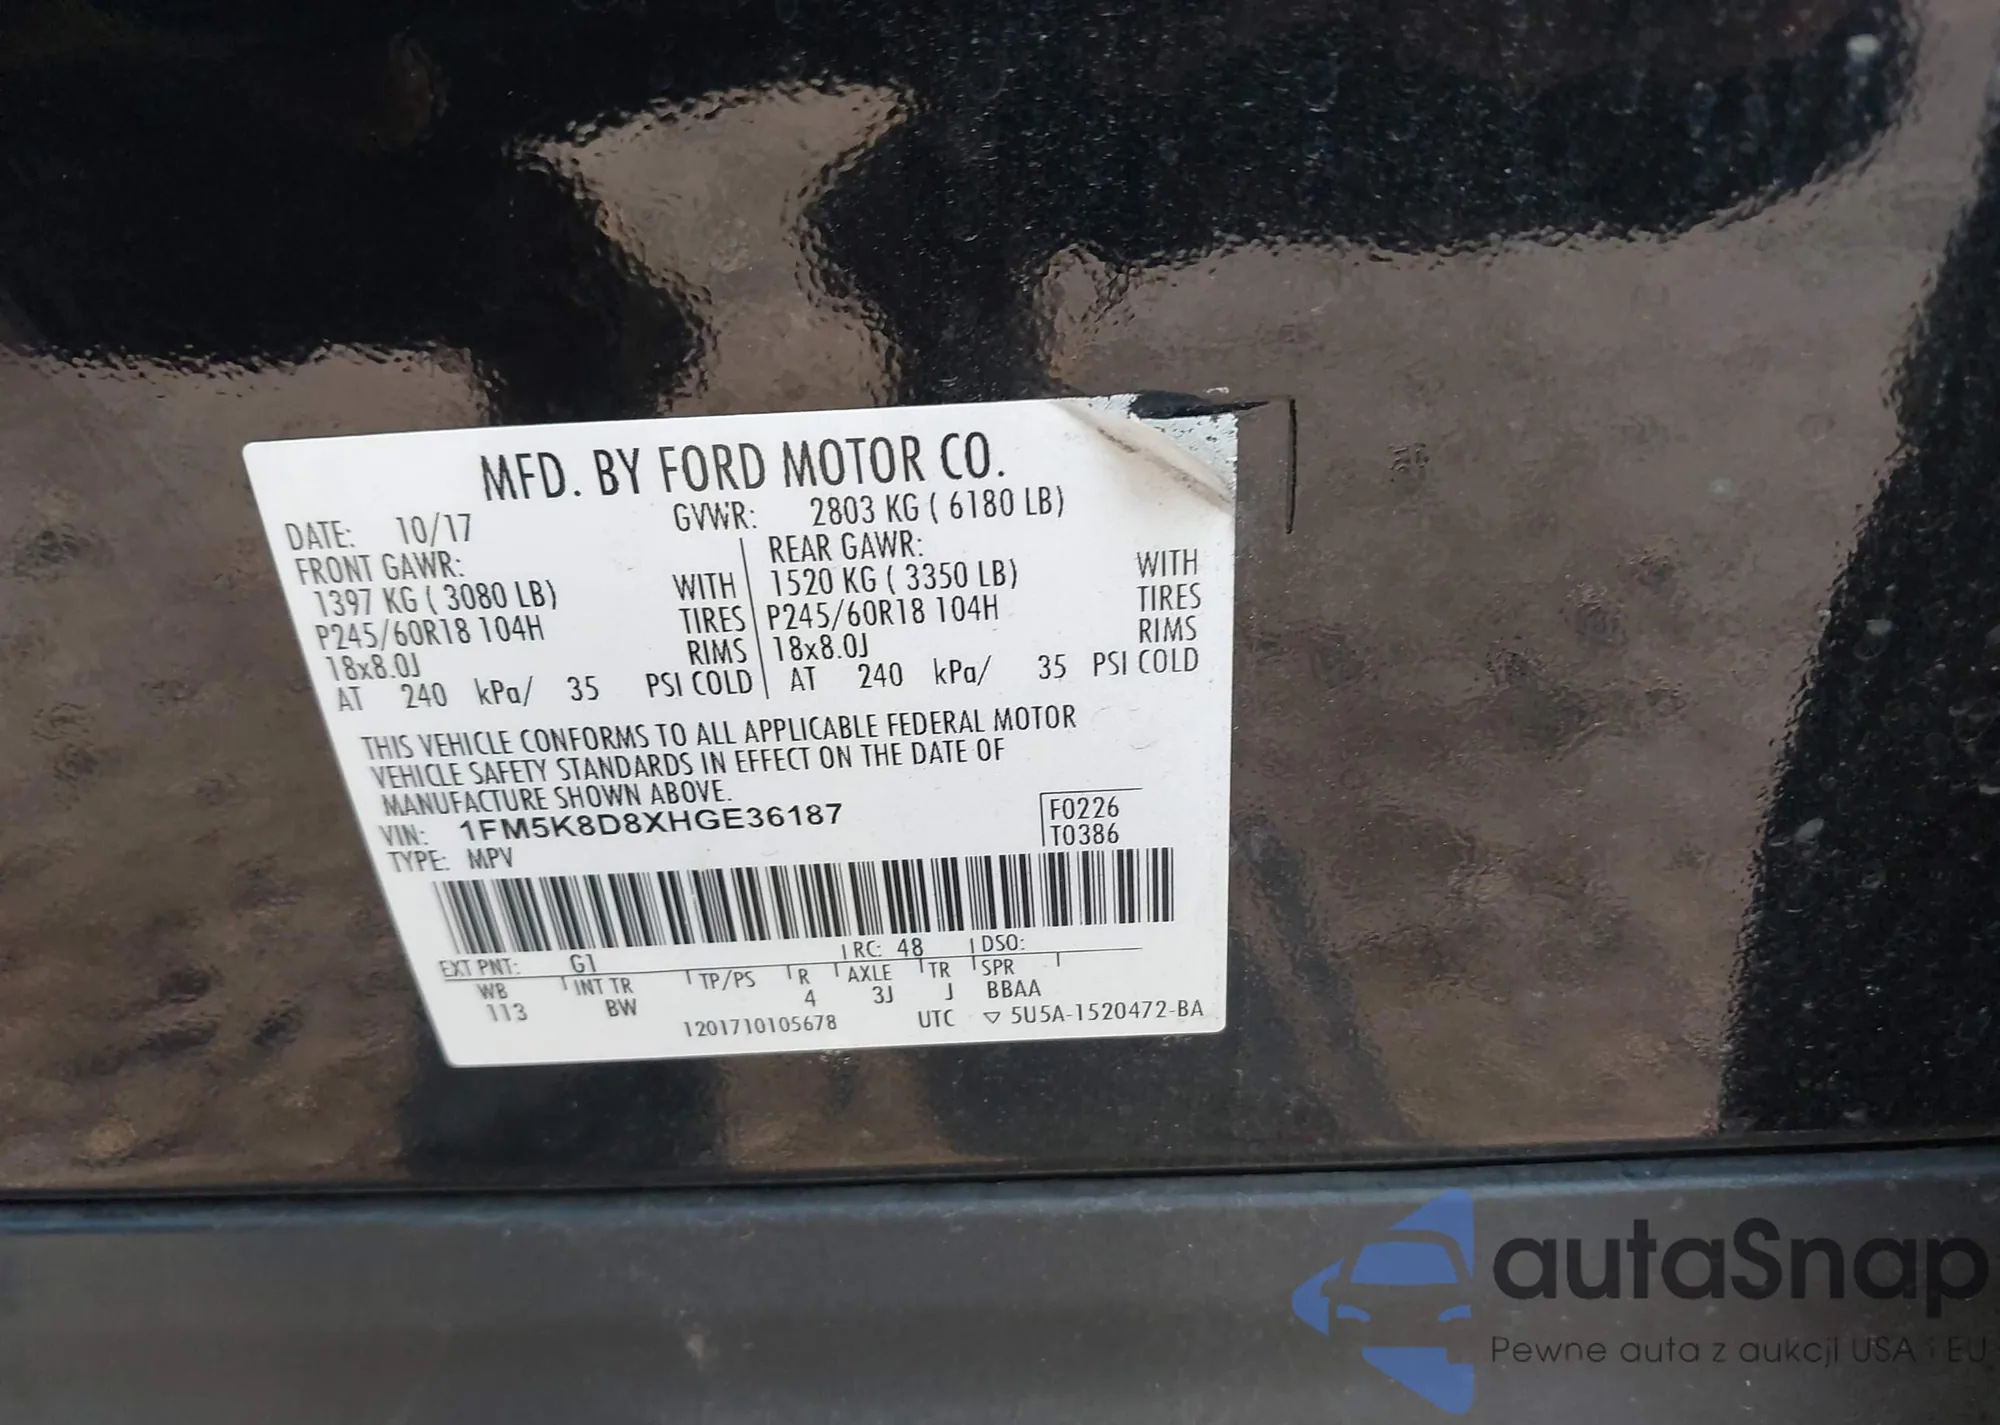 MFD. BY FORD MOTOR CO.
DATE: 10/17 GVWR: 2803 KG ( 6180 LB)
FRONT GAWR: REAR GAWR:
1397 KG ( 3080 LB) WITH 1520 KG ( 3350 LB) WITH
P245/60R18 104H TIRES P245/60R18 104H TIRES
18x8.0J RIMS 18x8.0J RIMS
AT 240 kPa/ 35 PSI COLD AT 240 kPa/ 35 PSI COLD
THIS VEHICLE CONFORMS TO ALL APPLICABLE FEDERAL MOTOR
VEHICLE SAFETY STANDARDS IN EFFECT ON THE DATE OF
MANUFACTURE SHOWN ABOVE.
VIN: 1FM5K8D8XHGE36187 F0226
TYPE: MPV T0386
EXT PNT: G1 RC: 48 DSO:
WB INT TR TP/PS R AXLE TR SPR
113 BW 4 3J J BBAA
1201710105678 UTC ▽ 5U5A-1520472-BA
autaSnap
Pewne auta z aukcji USA i EU